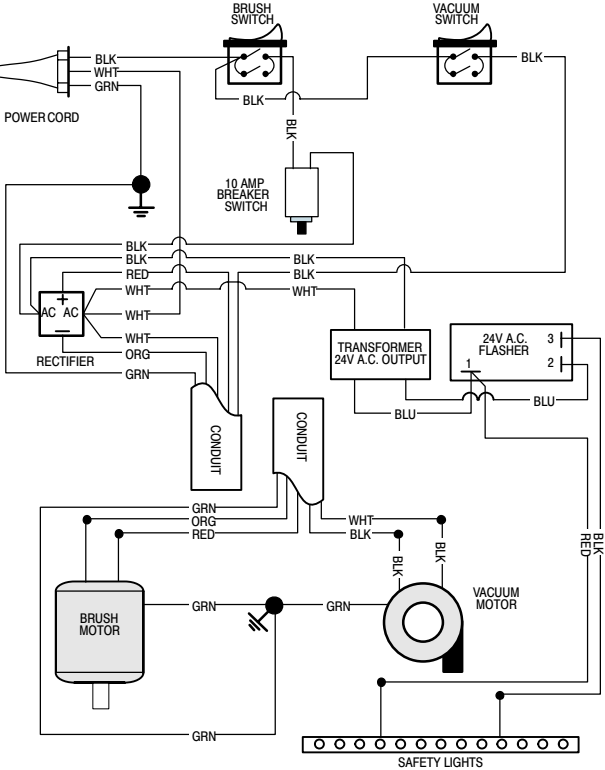 BRUSH
SWITCH
VACUUM
SWITCH
BLK
WHT
GRN
BLK
BLK
BLK
POWER CORD
10 AMP
BREAKER
SWITCH
BLK
BLK
BLK
RED
BLK
WHT
WHT
AC AC
+
–
WHT
WHT
ORG
RECTIFIER
GRN
TRANSFORMER
24V A.C. OUTPUT
24V A.C.
FLASHER
3
2
1
BLU
BLU
CONDUIT
CONDUIT
GRN
ORG
RED
WHT
BLK
BLK
BLK
RED
BLK
BRUSH
MOTOR
GRN
GRN
VACUUM
MOTOR
GRN
SAFETY LIGHTS